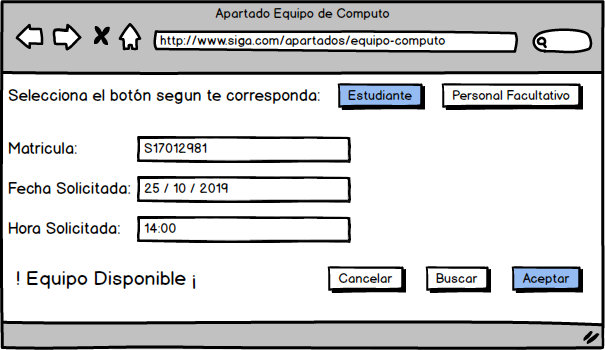 Apartado Equipo de Computo
http://www.siga.com/apartados/equipo-computo
Selecciona el botón segun te corresponda: Estudiante Personal Facultativo
Matricula: S17012981
Fecha Solicitada: 25 / 10 / 2019
Hora Solicitada: 14:00
! Equipo Disponible ¡ Cancelar Buscar Aceptar